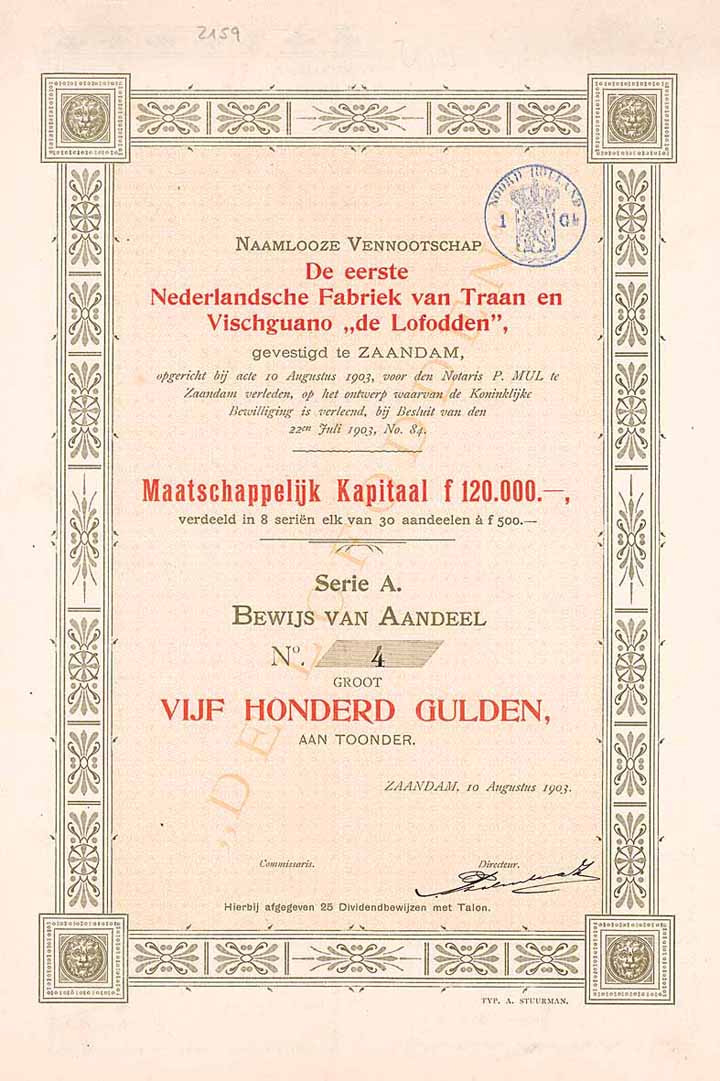 2159
NOORD HOLLAND
1 Gl.
NAAMLOOZE VENNOOTSCHAP
De eerste
Nederlandsche Fabriek van Traan en
Vischguano „de Lofodden”,
gevestigd te ZAANDAM,
opgericht bij acte 10 Augustus 1903, voor den Notaris P. MUL te
Zaandam verleden, op het ontwerp waarvan de Koninklijke
Bewilliging is verleend, bij Besluit van den
22en Juli 1903, No. 84.
Maatschappelijk Kapitaal f 120.000.—,
verdeeld in 8 seriën elk van 30 aandeelen à f 500.—
Serie A.
BEWIJS VAN AANDEEL
No. 4
GROOT
VIJF HONDERD GULDEN,
AAN TOONDER.
„DE LOFODDEN”
ZAANDAM, 10 Augustus 1903.
Commissaris. Directeur.
Hierbij afgegeven 25 Dividendbewijzen met Talon.
TYP. A. STUURMAN.